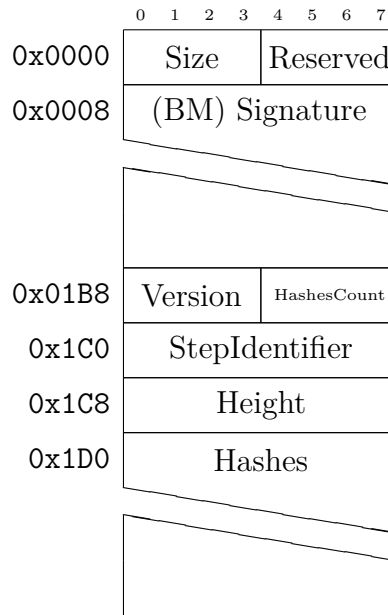 0 1 2 3 4 5 6 7
0x0000 Size Reserved
0x0008 (BM) Signature
0x01B8 Version HashesCount
0x1C0 StepIdentifier
0x1C8 Height
0x1D0 Hashes